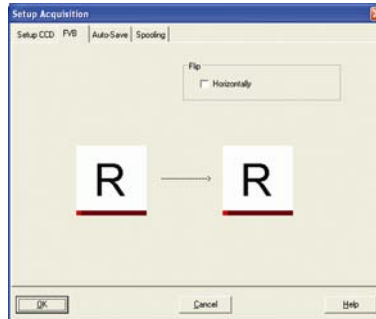 Setup Acquisition
Setup CCD FVB Auto-Save Spooling
Flip
Horizontally
R R
OK Cancel Help